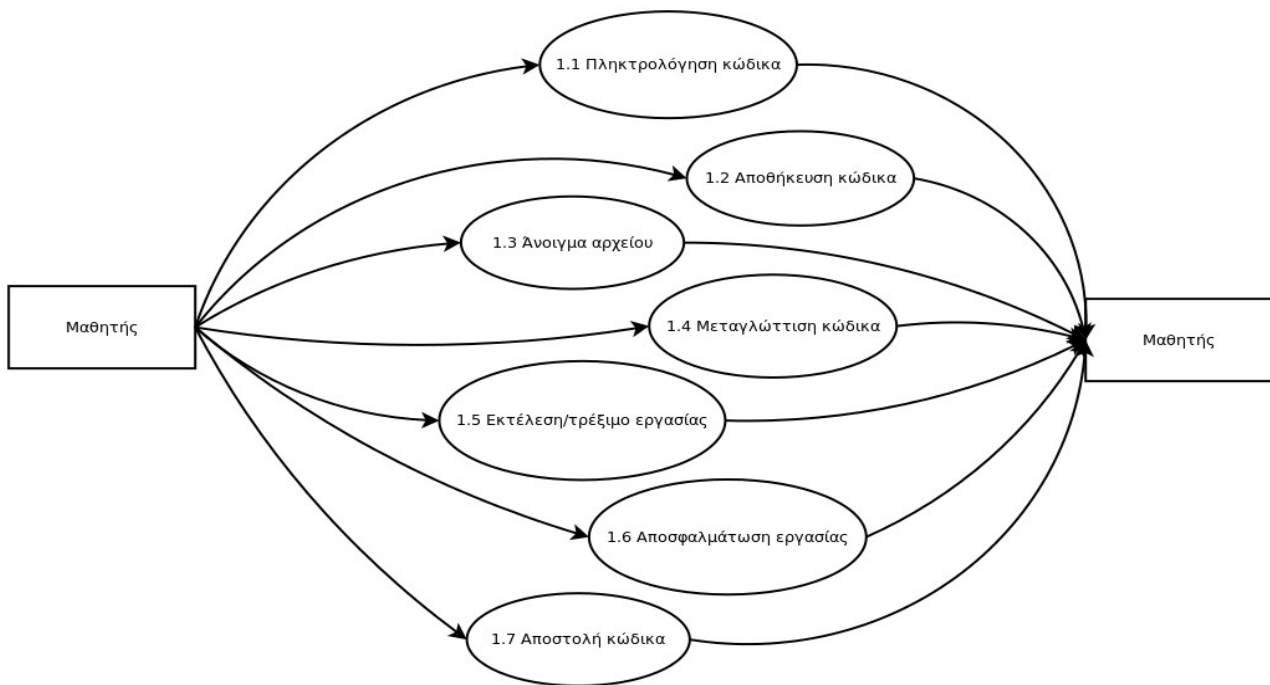 1.1 Πληκτρολόγηση κώδικα
1.2 Αποθήκευση κώδικα
1.3 Άνοιγμα αρχείου
Μαθητής
1.4 Μεταγλώττιση κώδικα
Μαθητής
1.5 Εκτέλεση/τρέξιμο εργασίας
1.6 Αποσφαλμάτωση εργασίας
1.7 Αποστολή κώδικα